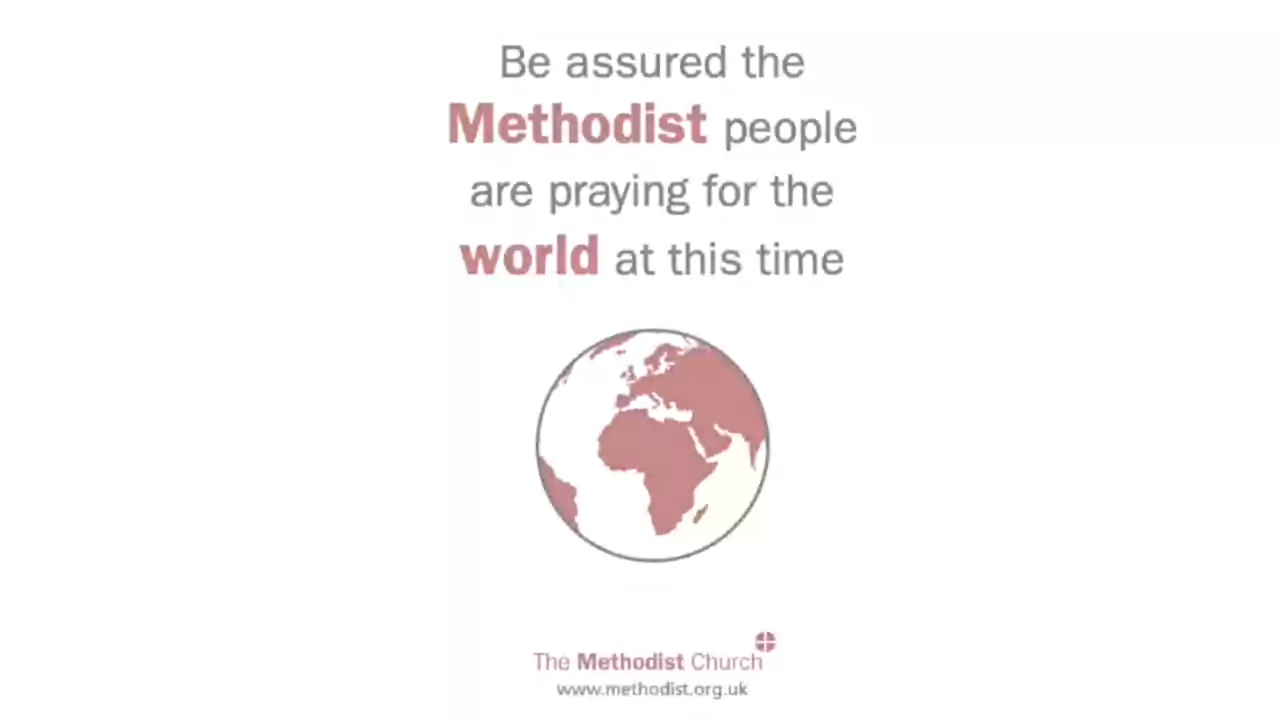 Be assured the
Methodist people
are praying for the
world at this time
The Methodist Church
www.methodist.org.uk